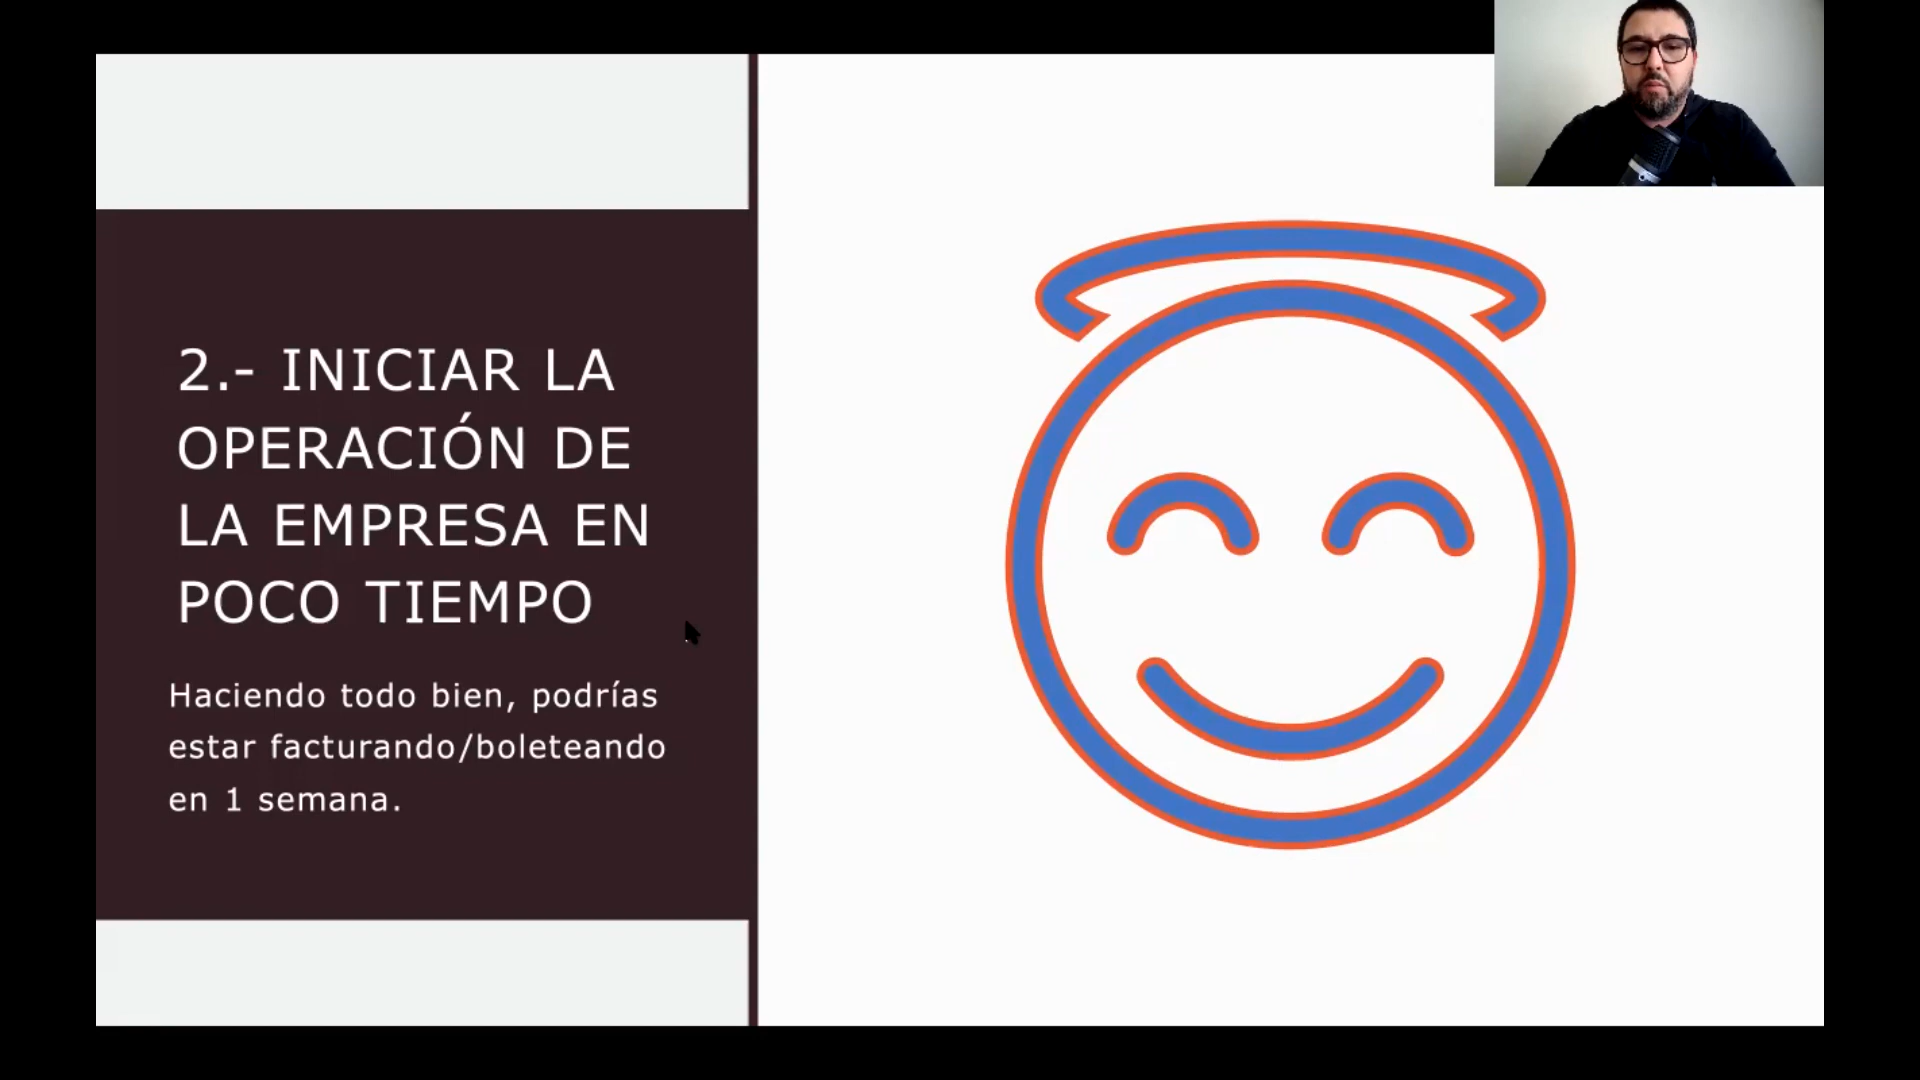 2.- INICIAR LA
OPERACIÓN DE
LA EMPRESA EN
POCO TIEMPO
Haciendo todo bien, podrías
estar facturando/boleteando
en 1 semana.